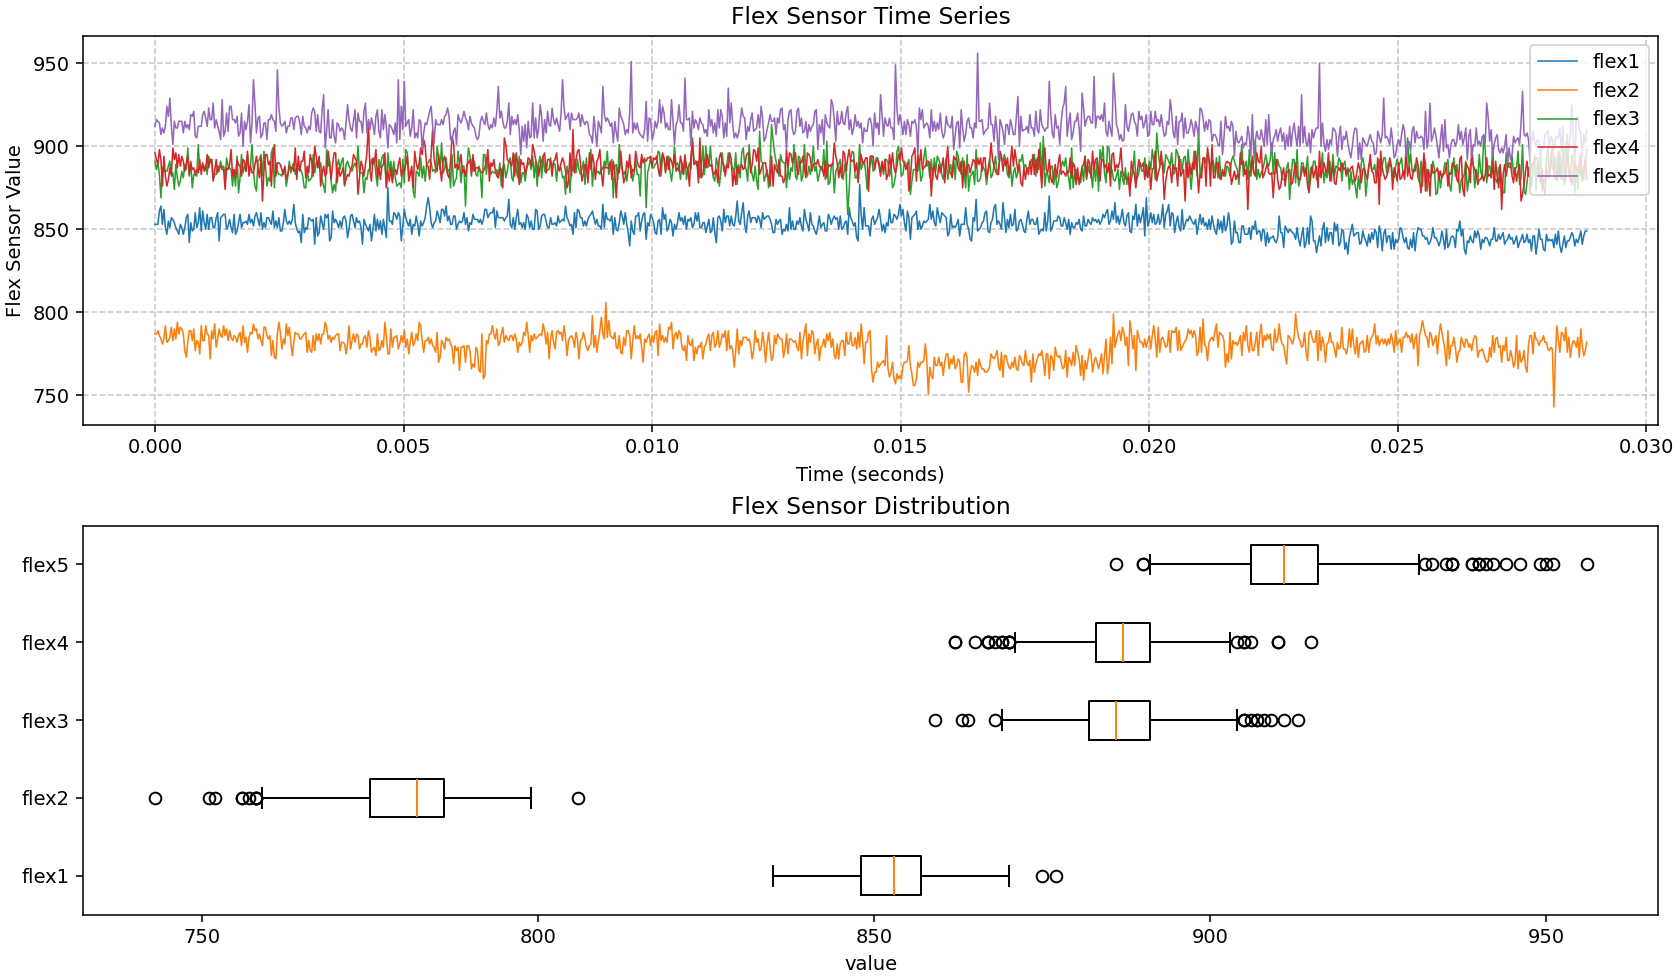 Flex Sensor Time Series
Flex Sensor Value
950
900
850
800
750
flex1
flex2
flex3
flex4
flex5
0.000 0.005 0.010 0.015 0.020 0.025 0.030
Time (seconds)
Flex Sensor Distribution
flex5
flex4
flex3
flex2
flex1
750 800 850 900 950
value